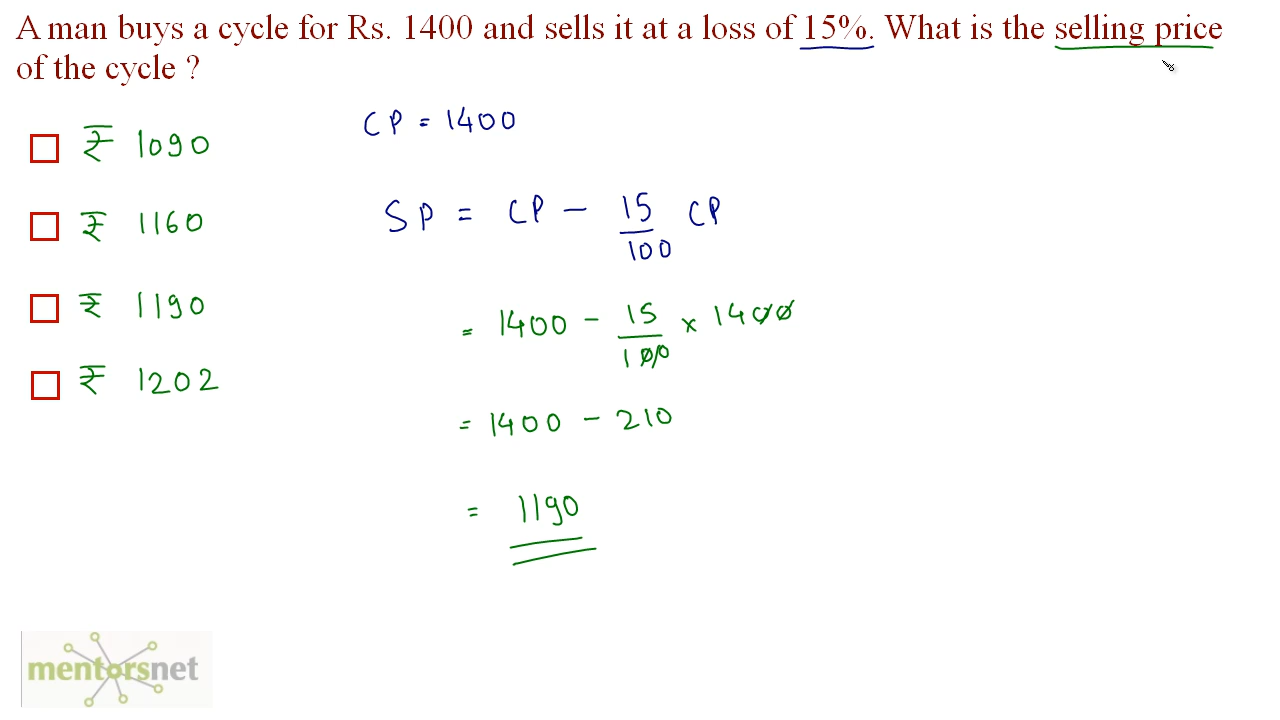 A man buys a cycle for Rs. 1400 and sells it at a loss of 15%. What is the selling price
of the cycle ?
₹ 1090
₹ 1160
₹ 1190
₹ 1202
CP = 1400
SP = CP - 15/100 CP
= 1400 - 15/100 x 1400
= 1400 - 210
= 1190
mentorsnet